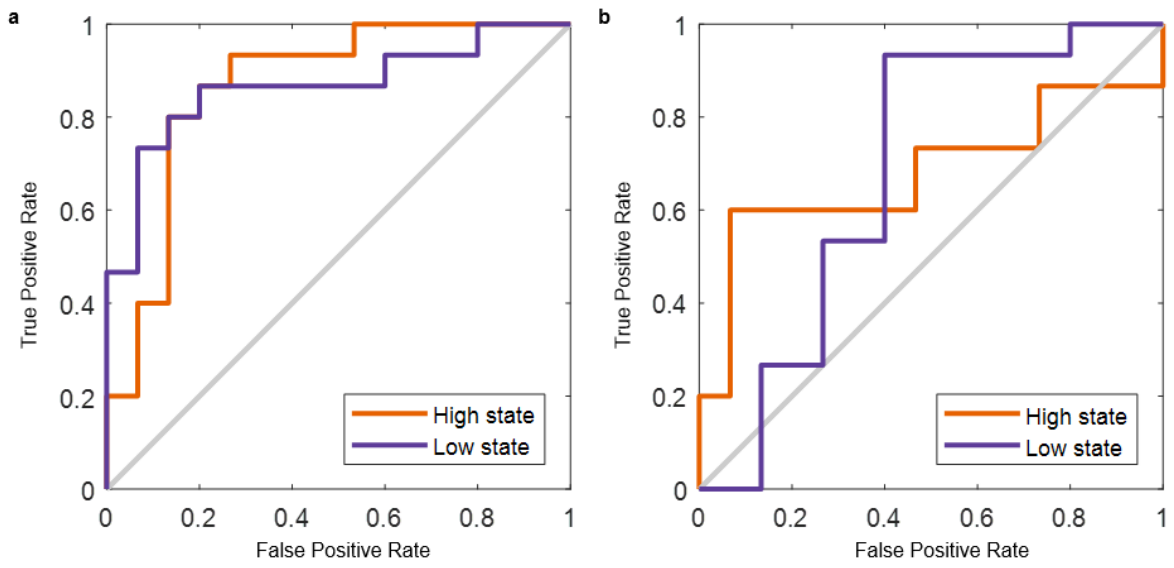 a
1
0.8
0.6
0.4
0.2
0
0 0.2 0.4 0.6 0.8 1
True Positive Rate
False Positive Rate
High state
Low state
b
1
0.8
0.6
0.4
0.2
0
0 0.2 0.4 0.6 0.8 1
True Positive Rate
False Positive Rate
High state
Low state